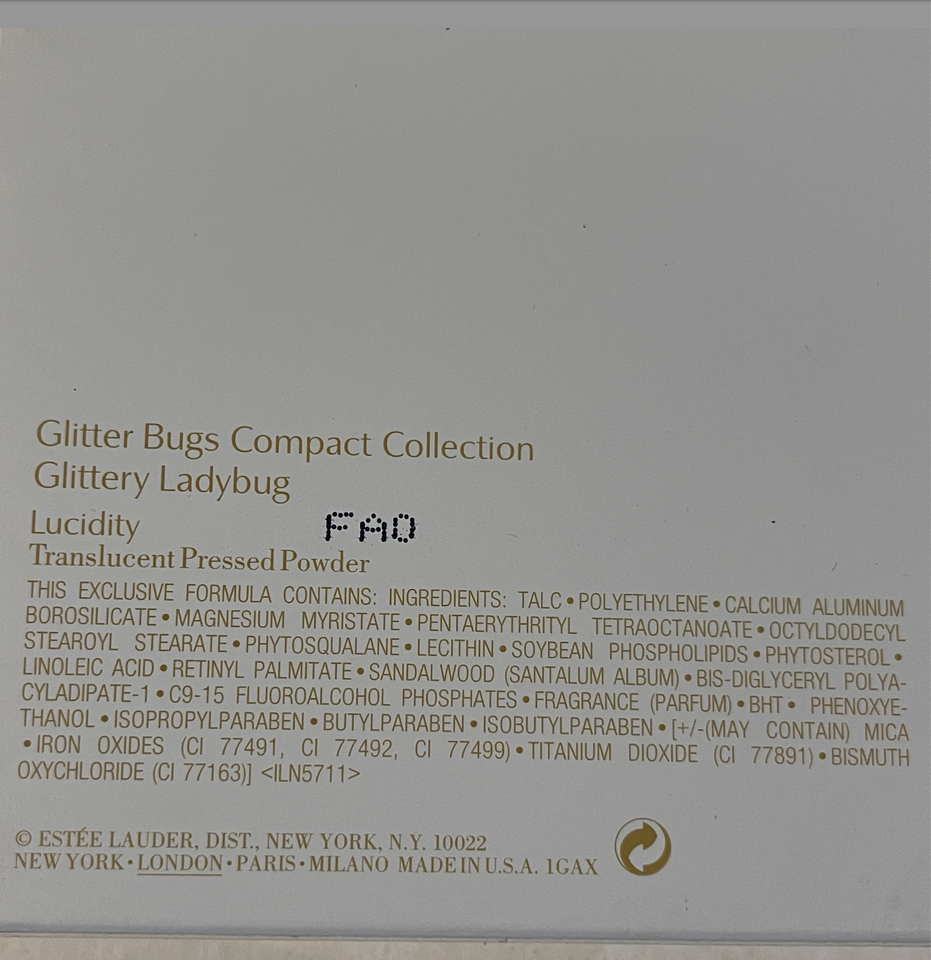 Glitter Bugs Compact Collection
Glittery Ladybug
Lucidity
FA0
Translucent Pressed Powder
THIS EXCLUSIVE FORMULA CONTAINS: INGREDIENTS: TALC • POLYETHYLENE • CALCIUM ALUMINUM
BOROSILICATE • MAGNESIUM MYRISTATE • PENTAERYTHRITYL TETRAOCTANOATE • OCTYLDODECYL
STEAROYL STEARATE • PHYTOSQUALANE • LECITHIN • SOYBEAN PHOSPHOLIPIDS • PHYTOSTEROL •
LINOLEIC ACID • RETINYL PALMITATE • SANDALWOOD (SANTALUM ALBUM) • BIS-DIGLYCERYL POLYA-
CYLADIPATE-1 • C9-15 FLUOROALCOHOL PHOSPHATES • FRAGRANCE (PARFUM) • BHT • PHENOXYE-
THANOL • ISOPROPYLPARABEN • BUTYLPARABEN • ISOBUTYLPARABEN • [+/-(MAY CONTAIN) MICA
• IRON OXIDES (CI 77491, CI 77492, CI 77499) • TITANIUM DIOXIDE (CI 77891) • BISMUTH
OXYCHLORIDE (CI 77163)] <ILN5711>
© ESTÉE LAUDER, DIST., NEW YORK, N.Y. 10022
NEW YORK • LONDON • PARIS • MILANO MADE IN U.S.A. 1GAX